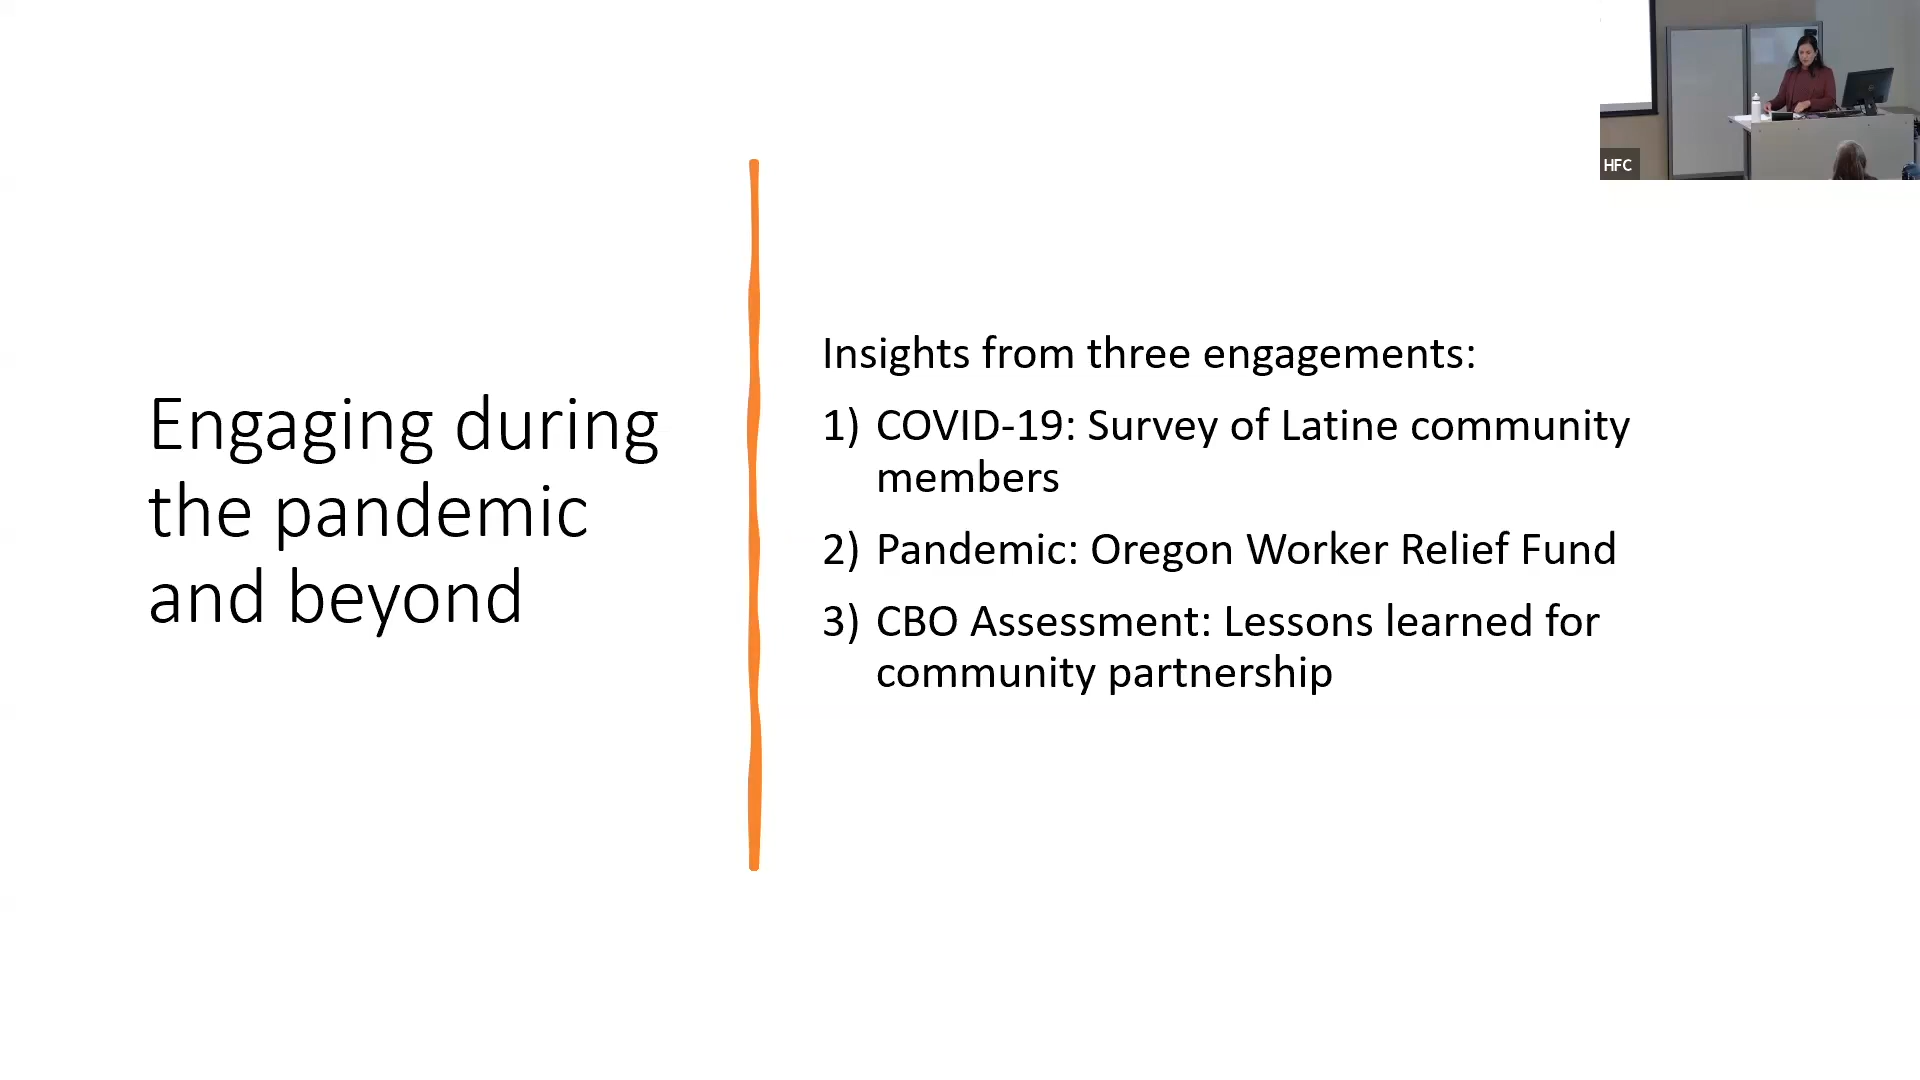 HFC
Engaging during
the pandemic
and beyond
Insights from three engagements:
1) COVID-19: Survey of Latine community
members
2) Pandemic: Oregon Worker Relief Fund
3) CBO Assessment: Lessons learned for
community partnership